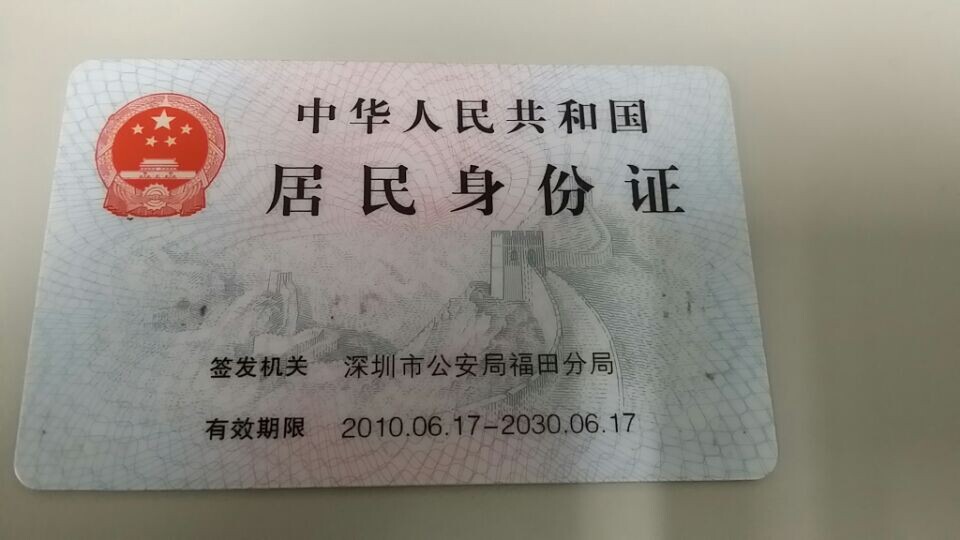 中华人民共和国
居民身份证
签发机关 深圳市公安局福田分局
有效期限 2010.06.17-2030.06.17